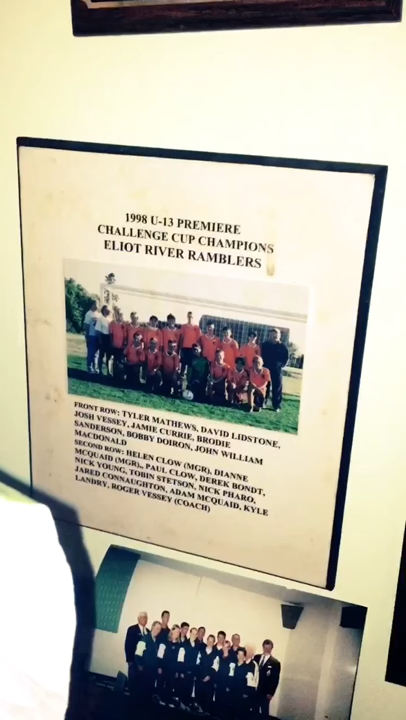 1998 U-13 PREMIERE
CHALLENGE CUP CHAMPIONS
ELIOT RIVER RAMBLERS
FRONT ROW: TYLER MATHEWS, DAVID LIDSTONE,
JOSH VESSEY, JAMIE CURRIE, BRODIE
SANDERSON, BOBBY DOIRON, JOHN WILLIAM
MACDONALD
SECOND ROW: HELEN CLOW (MGR), DIANNE
MCQUAID (MGR)., PAUL CLOW, DEREK BONDT,
NICK YOUNG, TOBIN STETSON, NICK PHARO,
JARED CONNAUGHTON, ADAM MCQUAID, KYLE
LANDRY, ROGER VESSEY (COACH)